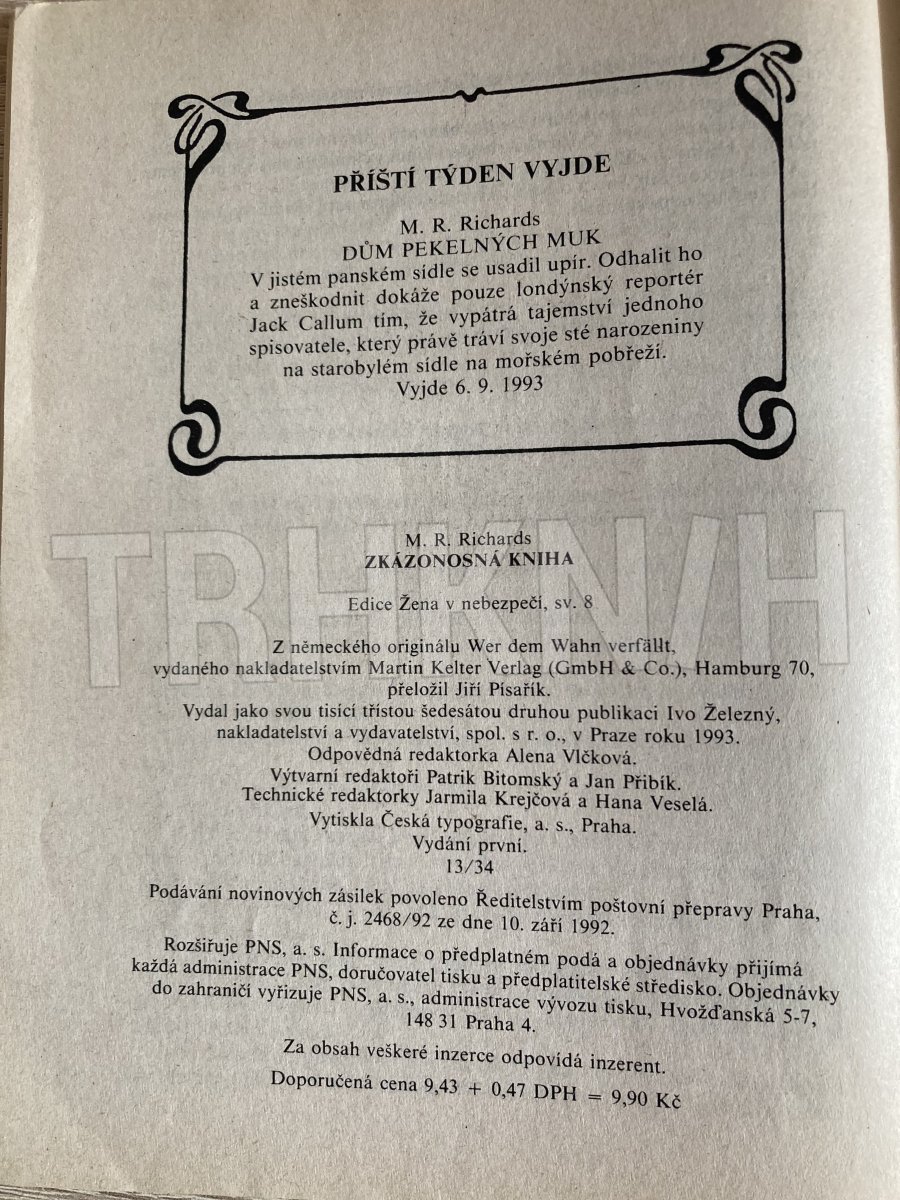 PŘÍŠTÍ TÝDEN VYJDE
M. R. Richards
DŮM PEKELNÝCH MUK
V jistém panském sídle se usadil upír. Odhalit ho
a zneškodnit dokáže pouze londýnský reportér
Jack Callum tím, že vypátrá tajemství jednoho
spisovatele, který právě tráví svoje sté narozeniny
na starobylém sídle na mořském pobřeží.
Vyjde 6. 9. 1993
M. R. Richards
ZKÁZONOSNÁ KNIHA
Edice Žena v nebezpečí, sv. 8
Z německého originálu Wer dem Wahn verfällt,
vydaného nakladatelstvím Martin Kelter Verlag (GmbH & Co.), Hamburg 70,
přeložil Jiří Písařík.
Vydal jako svou tisící třístou šedesátou druhou publikaci Ivo Železný,
nakladatelství a vydavatelství, spol. s r. o., v Praze roku 1993.
Odpovědná redaktorka Alena Vlčková.
Výtvarní redaktoři Patrik Bitomský a Jan Přibík.
Technické redaktorky Jarmila Krejčová a Hana Veselá.
Vytiskla Česká typografie, a. s., Praha.
Vydání první.
13/34
Podávání novinových zásilek povoleno Ředitelstvím poštovní přepravy Praha,
č. j. 2468/92 ze dne 10. září 1992.
Rozšiřuje PNS, a. s. Informace o předplatném podá a objednávky přijímá
každá administrace PNS, doručovatel tisku a předplatitelské středisko. Objednávky
do zahraničí vyřizuje PNS, a. s., administrace vývozu tisku, Hvožďanská 5-7,
148 31 Praha 4.
Za obsah veškeré inzerce odpovídá inzerent.
Doporučená cena 9,43 + 0,47 DPH = 9,90 Kč
TRHKN/H